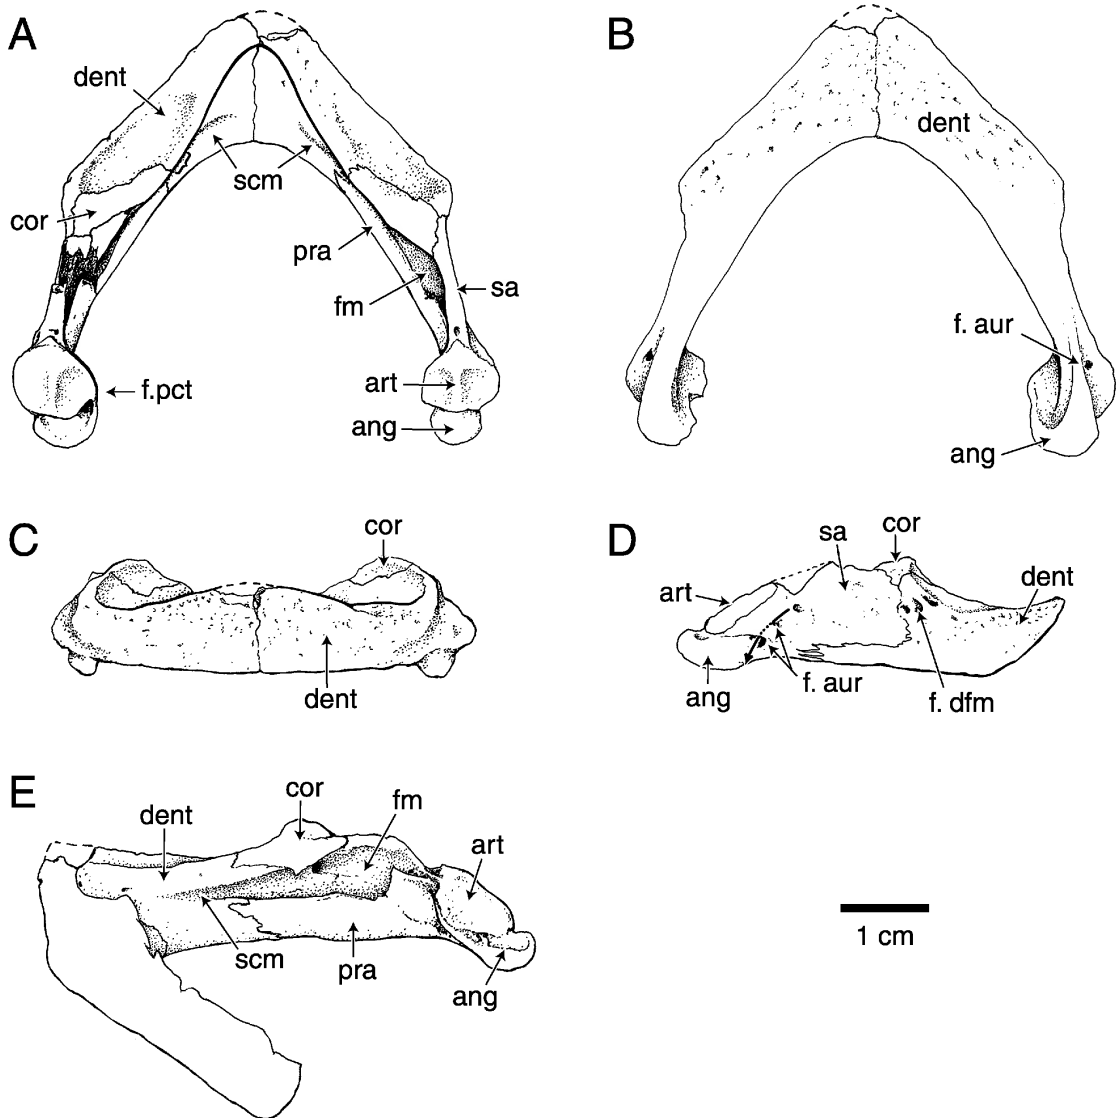 A
dent
scm
cor
pra
fm
sa
f.pct
art
ang
B
dent
f. aur
ang
C
cor
dent
D
sa
cor
dent
art
ang
f. aur
f. dfm
E
cor
dent
fm
art
scm
pra
ang
1 cm